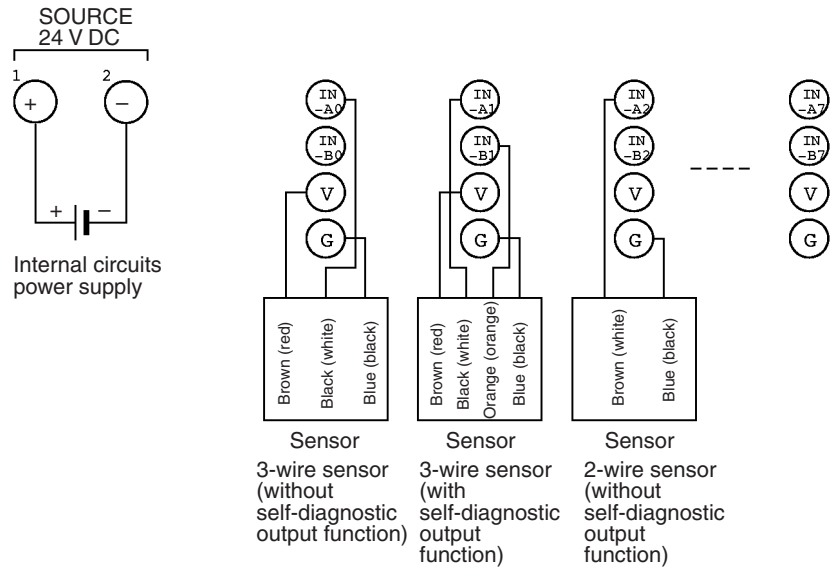 SOURCE
24 V DC
1
2
+
−
+
−
Internal circuits
power supply
IN
-A0
IN
-B0
V
G
IN
-A1
IN
-B1
V
G
IN
-A2
IN
-B2
V
G
IN
-A7
IN
-B7
V
G
Brown (red)
Black (white)
Blue (black)
Brown (red)
Black (white)
Orange (orange)
Blue (black)
Brown (white)
Blue (black)
Sensor
3-wire sensor
(without
self-diagnostic
output function)
Sensor
3-wire sensor
(with
self-diagnostic
output
function)
Sensor
2-wire sensor
(without
self-diagnostic
output
function)